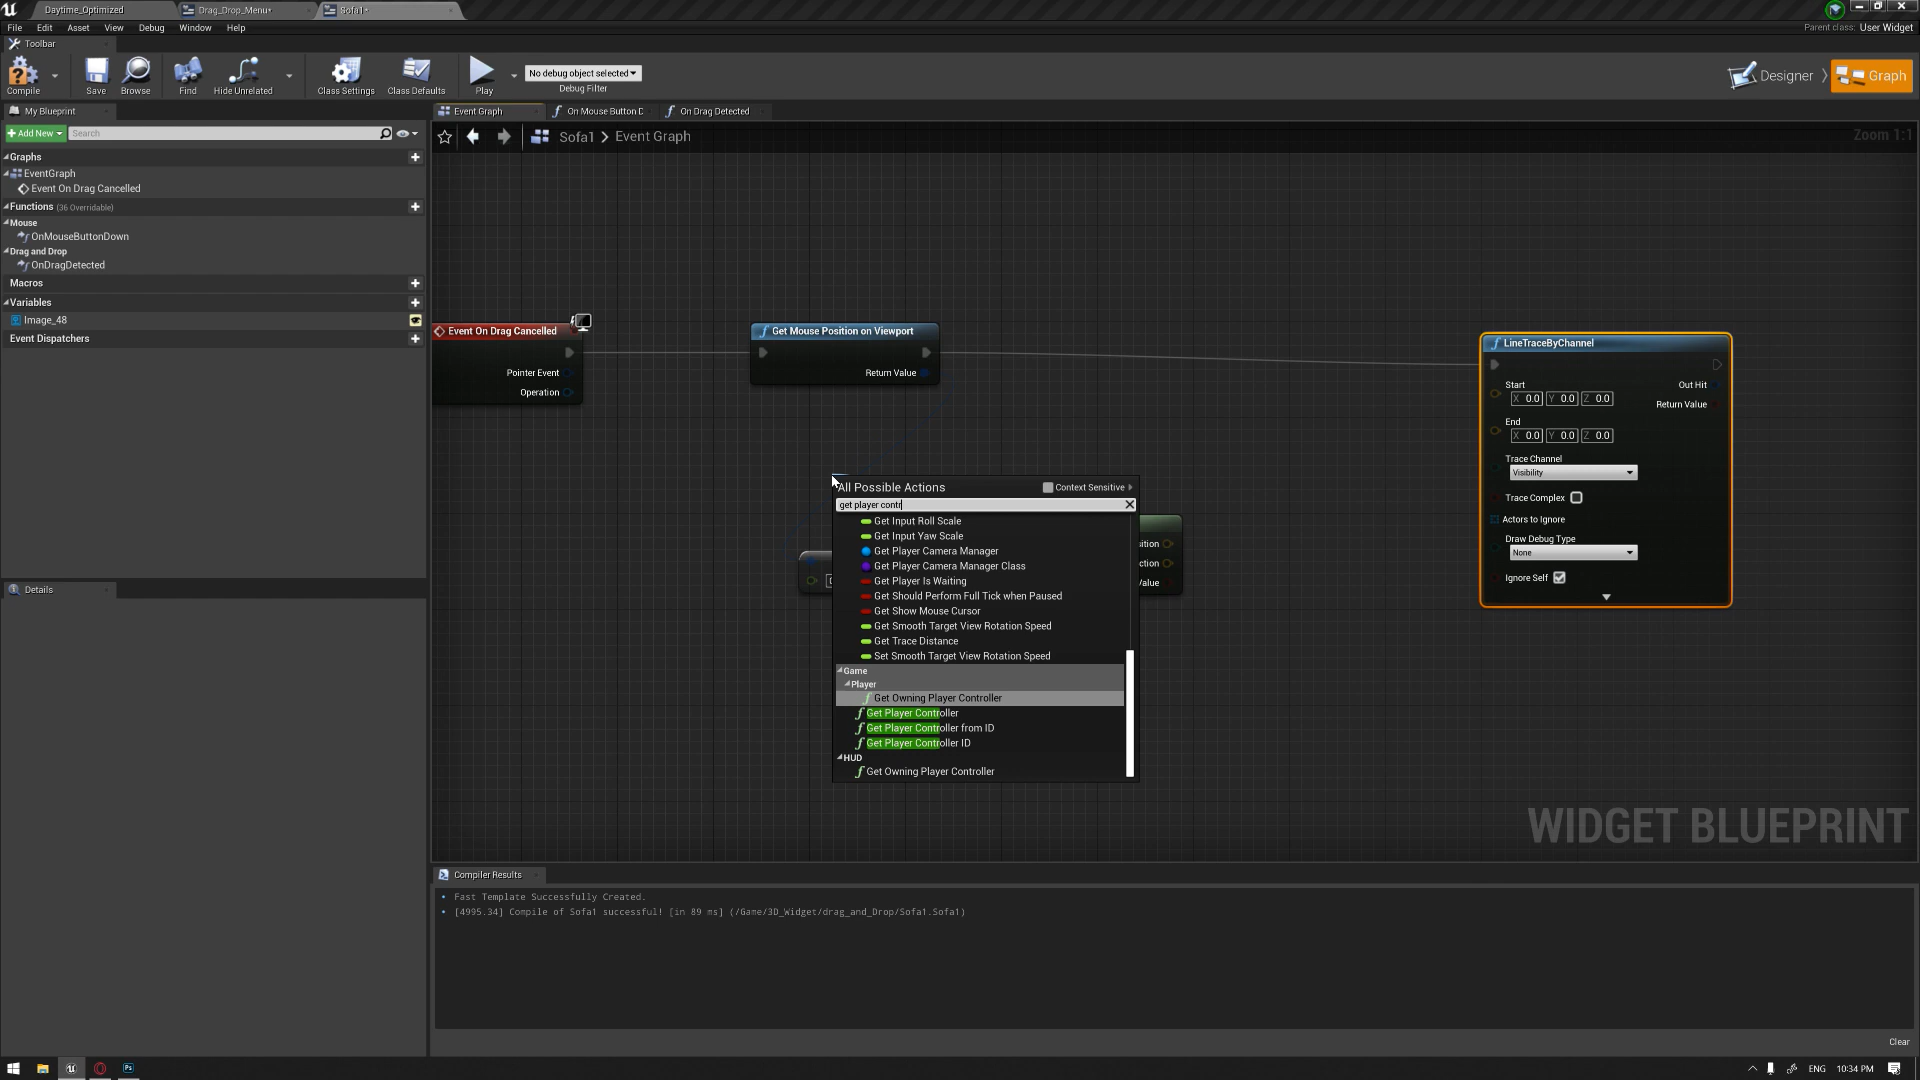 Daytime_Optimized
Drag_Drop_Menu*
Sofa1*
File Edit Asset View Debug Window Help
Parent class: User Widget
Toolbar
Compile
Save
Browse
Find
Hide Unrelated
Class Settings
Class Defaults
Play
No debug object selected
Debug Filter
Designer
Graph
My Blueprint
Event Graph
On Mouse Button D
On Drag Detected
+Add New
Search
Sofa1 > Event Graph
Zoom 1:1
Graphs
EventGraph
Event On Drag Cancelled
Functions (36 Overridable)
Mouse
OnMouseButtonDown
Drag and Drop
OnDragDetected
Macros
Variables
Image_48
Event Dispatchers
Details
Event On Drag Cancelled
Pointer Event
Operation
Get Mouse Position on Viewport
Return Value
LineTraceByChannel
Start
X 0.0 Y 0.0 Z 0.0
Out Hit
Return Value
End
X 0.0 Y 0.0 Z 0.0
Trace Channel
Visibility
Trace Complex
Actors to Ignore
Draw Debug Type
None
Ignore Self
All Possible Actions
Context Sensitive
get player contr
Get Input Roll Scale
Get Input Yaw Scale
Get Player Camera Manager
Get Player Camera Manager Class
Get Player Is Waiting
Get Should Perform Full Tick when Paused
Get Show Mouse Cursor
Get Smooth Target View Rotation Speed
Get Trace Distance
Set Smooth Target View Rotation Speed
Game
Player
Get Owning Player Controller
Get Player Controller
Get Player Controller from ID
Get Player Controller ID
HUD
Get Owning Player Controller
WIDGET BLUEPRINT
Compiler Results
Fast Template Successfully Created.
[4995.34] Compile of Sofa1 successful! [in 89 ms] (/Game/3D_Widget/drag_and_Drop/Sofa1.Sofa1)
Clear
ENG
10:34 PM